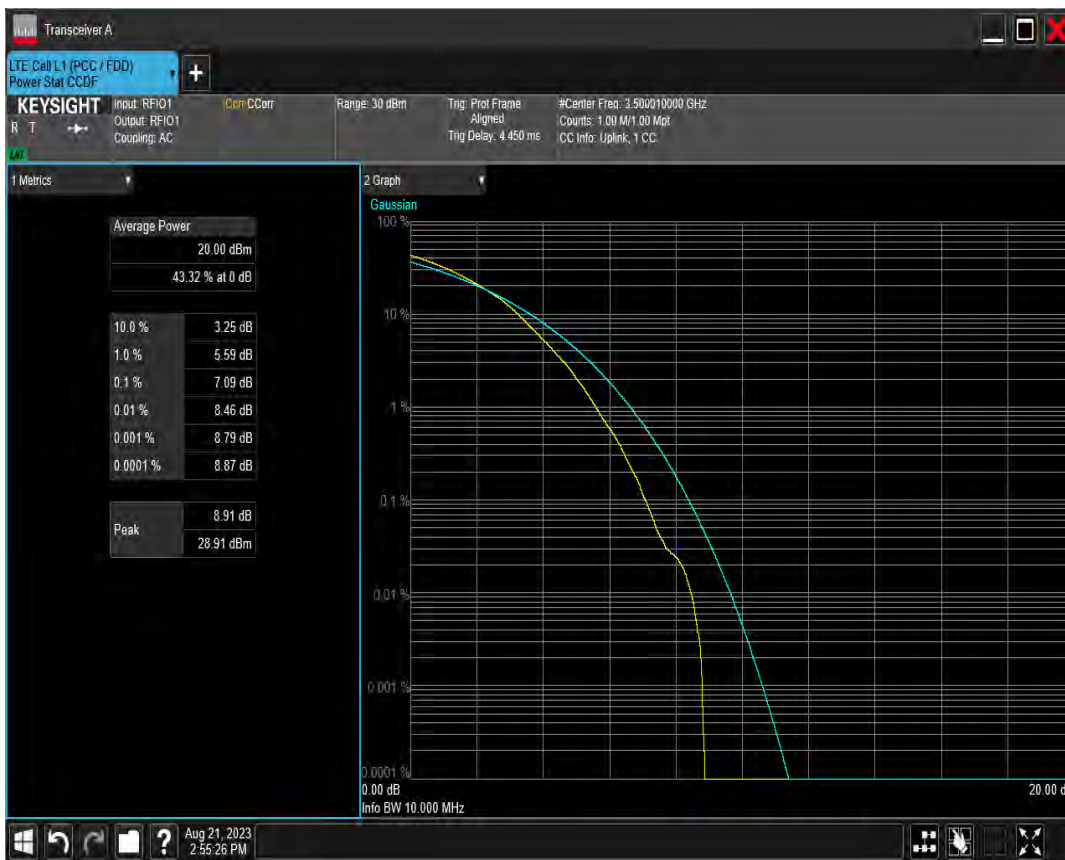 Transceiver A
LTE Cell L1 (PCC / FDD)
Power Stat CCDF
+
KEYSIGHT
R T
LNI
Input: RFIO1
Output: RFIO1
Coupling: AC
Corr CCorr
Range: 30 dBm
Trig: Prot Frame
Aligned
Trig Delay: 4.450 ms
#Center Freq: 3.500010000 GHz
Counts: 1.00 M/1.00 Mpt
CC Info: Uplink, 1 CC
1 Metrics
Average Power
20.00 dBm
43.32 % at 0 dB
10.0 % 3.25 dB
1.0 % 5.59 dB
0.1 % 7.09 dB
0.01 % 8.46 dB
0.001 % 8.79 dB
0.0001 % 8.87 dB
Peak
8.91 dB
28.91 dBm
2 Graph
Gaussian
100 %
10 %
1 %
0.1 %
0.01 %
0.001 %
0.0001 %
0.00 dB
20.00 d
Info BW 10.000 MHz
?
Aug 21, 2023
2:55:26 PM